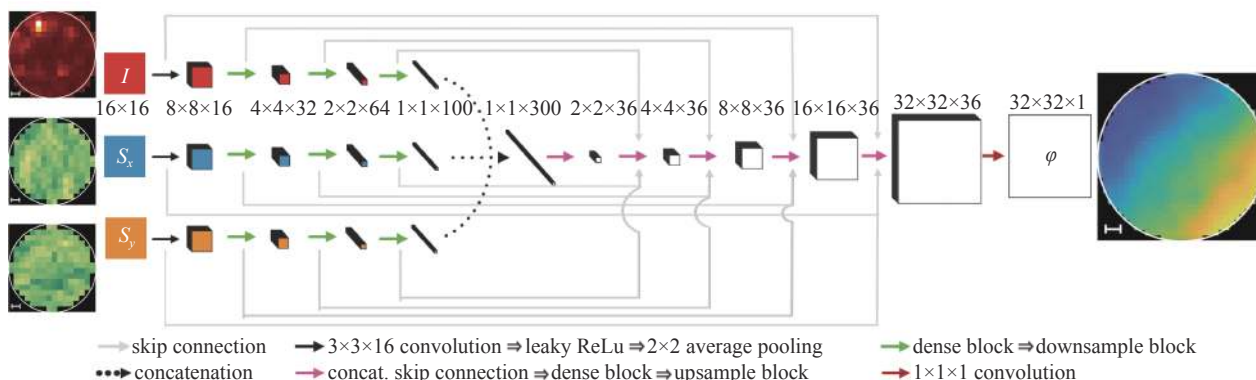 I
16×16 8×8×16 4×4×32 2×2×64 1×1×100 1×1×300 2×2×36 4×4×36 8×8×36 16×16×36 32×32×36 32×32×1
Sx
φ
Sy
skip connection 3×3×16 convolution ⇒ leaky ReLu ⇒ 2×2 average pooling dense block ⇒ downsample block
concatenation concat. skip connection ⇒ dense block ⇒ upsample block 1×1×1 convolution